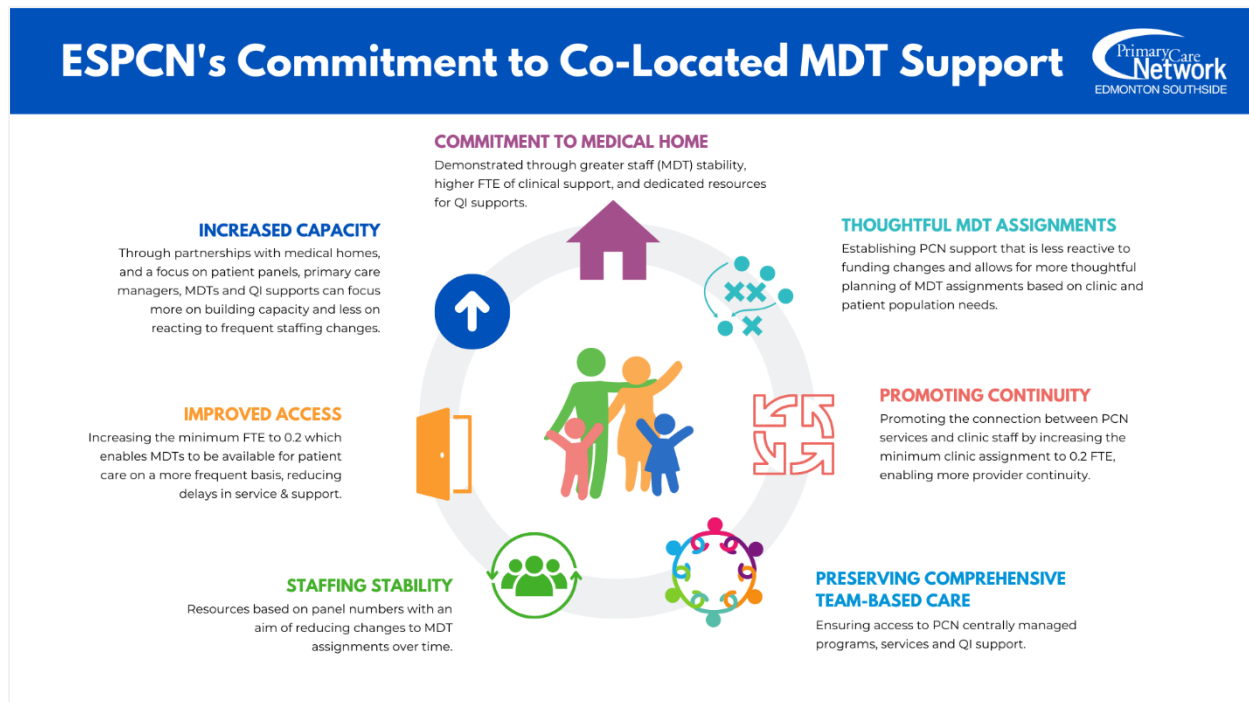 ESPCN's Commitment to Co-Located MDT Support
Primary Care
Network
EDMONTON SOUTHSIDE
COMMITMENT TO MEDICAL HOME
Demonstrated through greater staff (MDT) stability,
higher FTE of clinical support, and dedicated resources
for QI supports.
THOUGHTFUL MDT ASSIGNMENTS
Establishing PCN support that is less reactive to
funding changes and allows for more thoughtful
planning of MDT assignments based on clinic and
patient population needs.
PROMOTING CONTINUITY
Promoting the connection between PCN
services and clinic staff by increasing the
minimum clinic assignment to 0.2 FTE,
enabling more provider continuity.
PRESERVING COMPREHENSIVE
TEAM-BASED CARE
Ensuring access to PCN centrally managed
programs, services and QI support.
STAFFING STABILITY
Resources based on panel numbers with an
aim of reducing changes to MDT
assignments over time.
IMPROVED ACCESS
Increasing the minimum FTE to 0.2 which
enables MDTs to be available for patient
care on a more frequent basis, reducing
delays in service & support.
INCREASED CAPACITY
Through partnerships with medical homes,
and a focus on patient panels, primary care
managers, MDTs and QI supports can focus
more on building capacity and less on
reacting to frequent staffing changes.